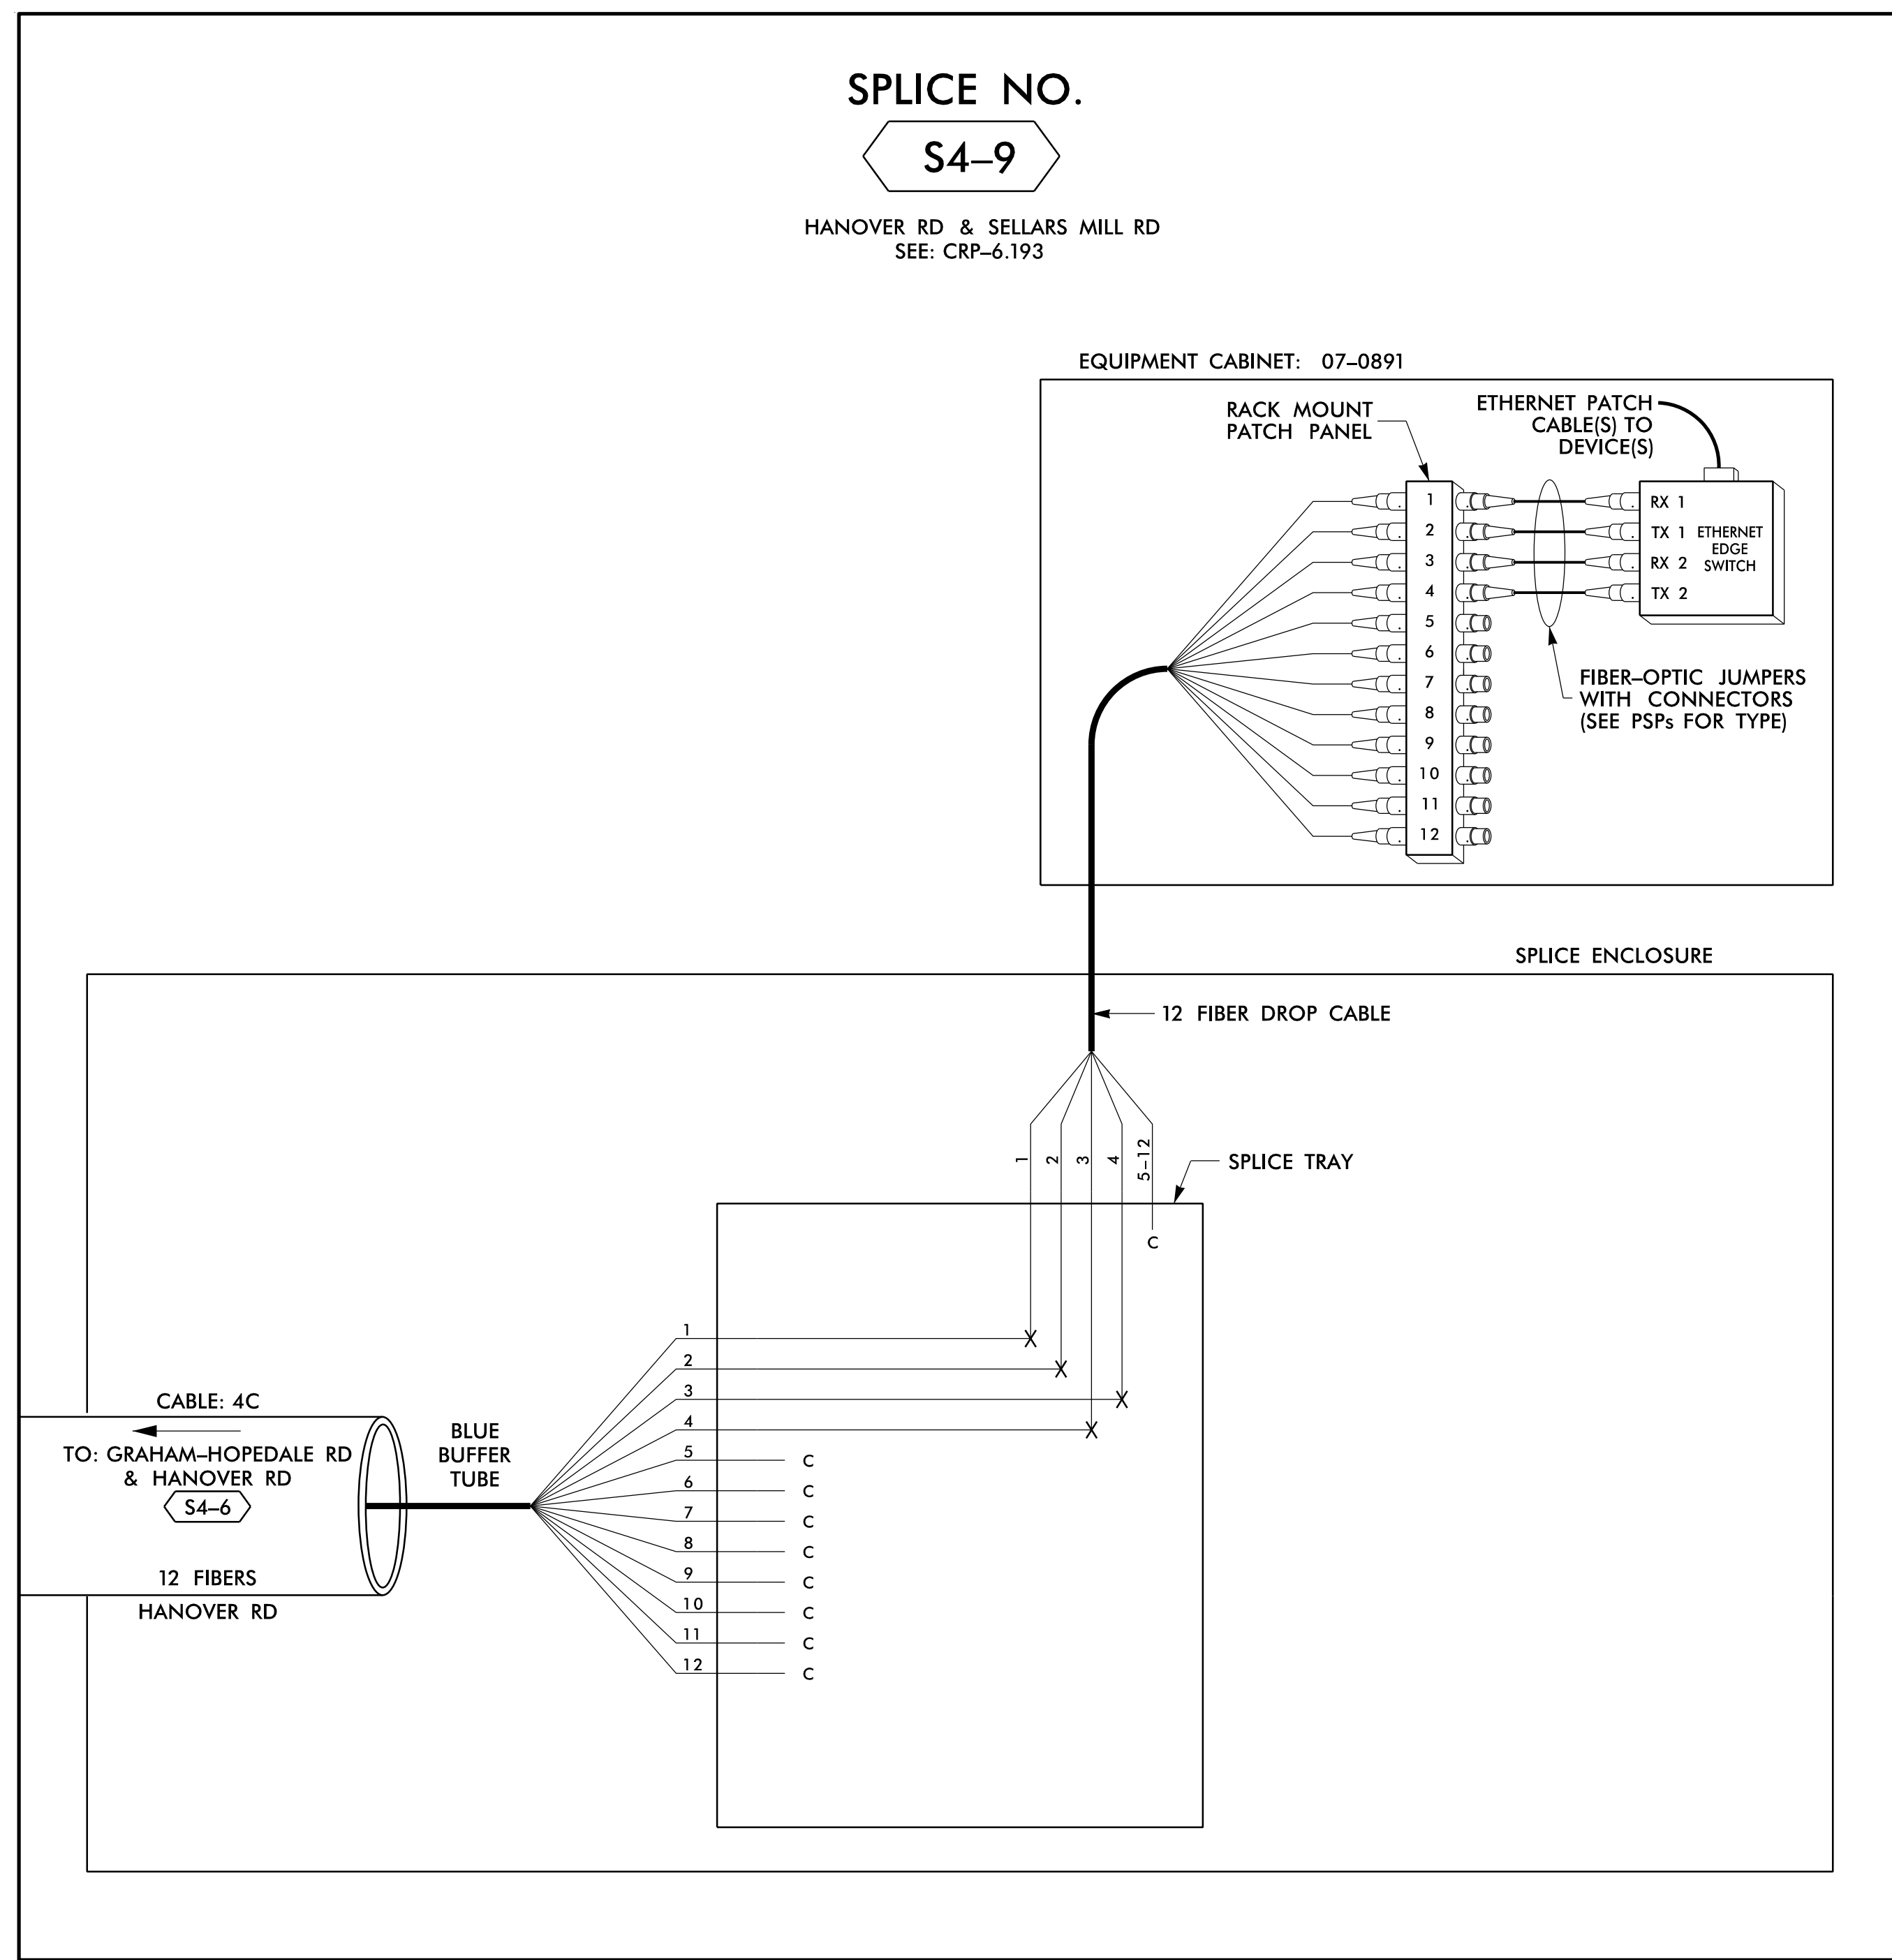 SPLICE NO.
S4–9
HANOVER RD & SELLARS MILL RD
SEE: CRP–6.193
EQUIPMENT CABINET: 07–0891
RACK MOUNT
PATCH PANEL
ETHERNET PATCH
CABLE(S) TO
DEVICE(S)
1
2
3
4
5
6
7
8
9
10
11
12
RX 1
TX 1
RX 2
TX 2
ETHERNET
EDGE
SWITCH
FIBER–OPTIC JUMPERS
WITH CONNECTORS
(SEE PSPs FOR TYPE)
SPLICE ENCLOSURE
12 FIBER DROP CABLE
1
2
3
4
5–12
SPLICE TRAY
C
CABLE: 4C
TO: GRAHAM–HOPEDALE RD
& HANOVER RD
S4–6
12 FIBERS
HANOVER RD
BLUE
BUFFER
TUBE
1
2
3
4
5 C
6 C
7 C
8 C
9 C
10 C
11 C
12 C